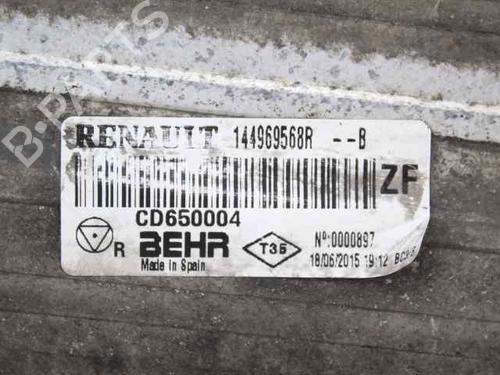 B-PARTS
RENAULT 144969568R --B
ZF
CD650004
R BEHR T35 Nº:0000897
Made in Spain 18/06/2015 19:12